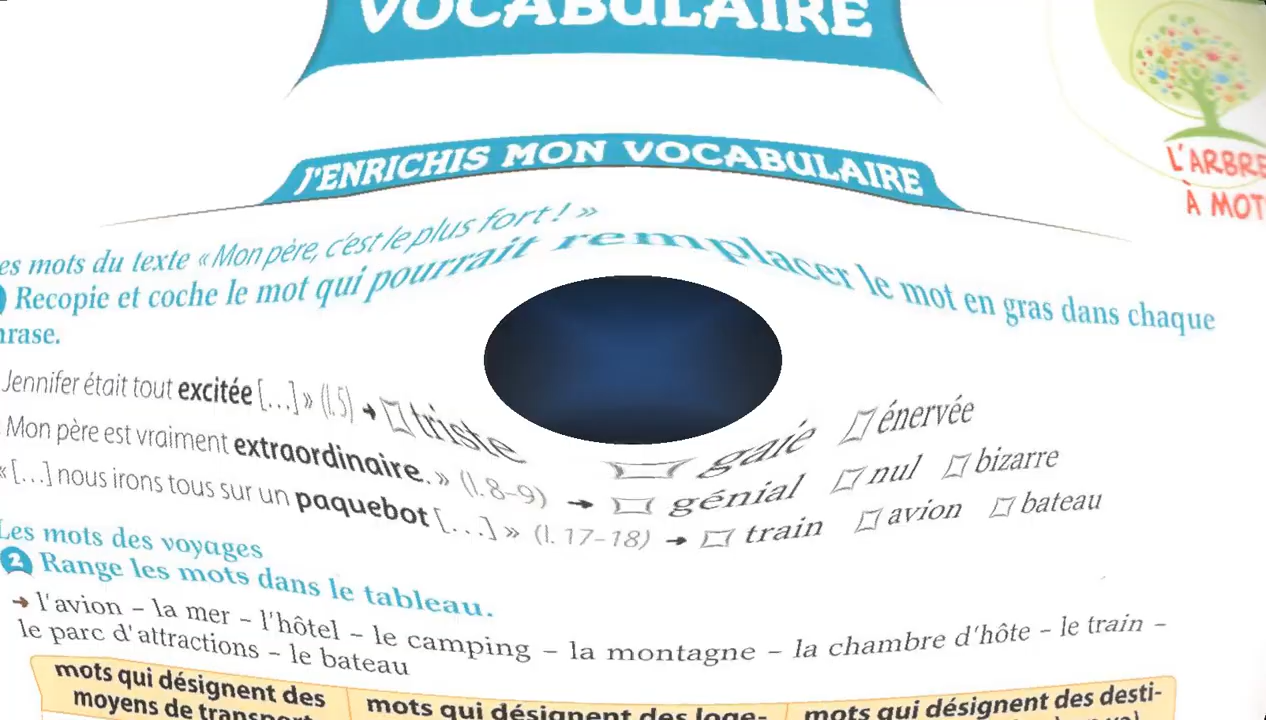 VOCABULAIRE
L'ARBRE
À MOT
J'ENRICHIS MON VOCABULAIRE
es mots du texte « Mon père, c'est le plus fort ! »
Recopie et coche le mot qui pourrait remplacer le mot en gras dans chaque
rase.
Jennifer était tout excitée [...] » (l. 5) → triste gaie énervée
Mon père est vraiment extraordinaire. » (l. 8-9) → génial nul bizarre
« [...] nous irons tous sur un paquebot [...] » (l. 17-18) → train avion bateau
Les mots des voyages
2 Range les mots dans le tableau.
→ l'avion – la mer – l'hôtel – le camping – la montagne – la chambre d'hôte – le train –
le parc d'attractions – le bateau
mots qui désignent des mots qui désignent des loge- mots qui désignent des desti-
moyens de transport